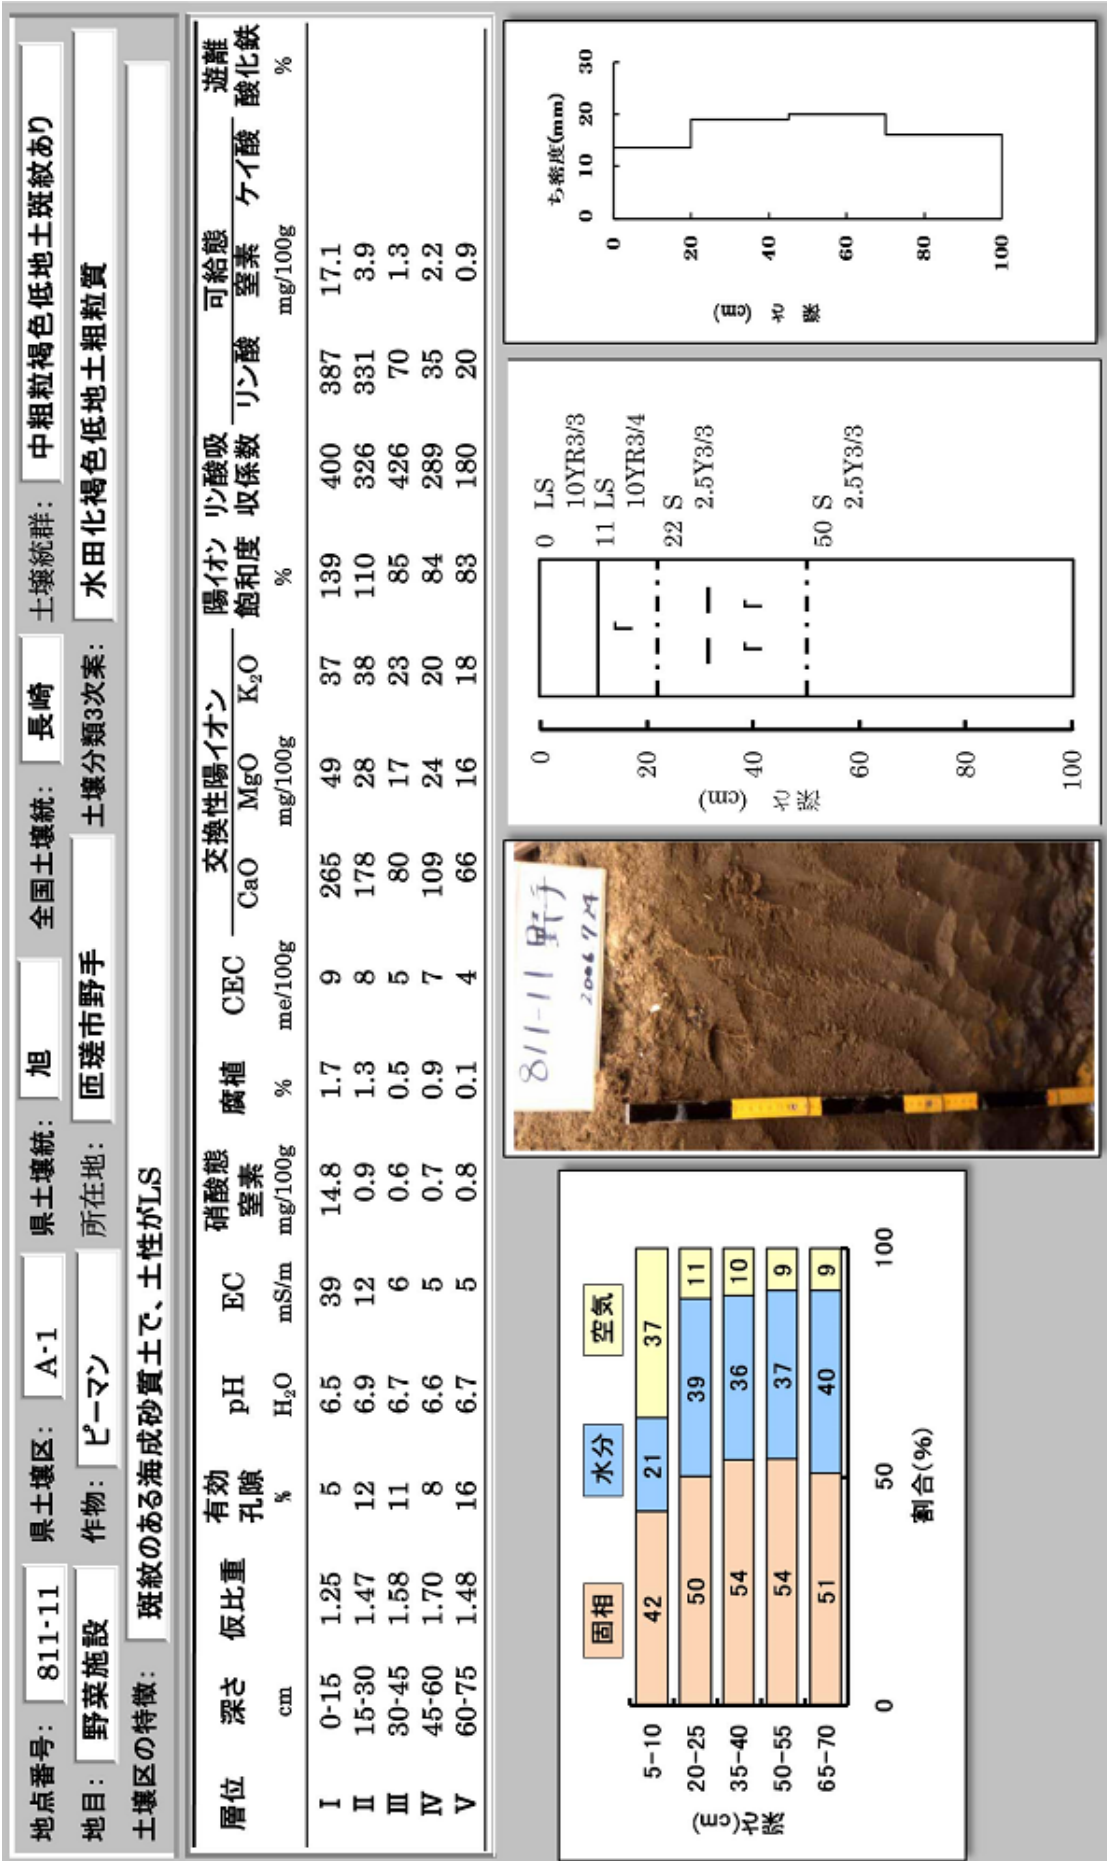 地点番号: 811-11 県土壌区: A-1 県土壌統: 旭 全国土壌統: 長崎 土壌統群: 中粗粒褐色低地土斑紋あり
地目: 野菜施設 作物: ピーマン 所在地: 匝瑳市野手 土壌分類3次案: 水田化褐色低地土粗粒質
土壌区の特徴: 斑紋のある海成砂質土で、土性がLS
層位 深さ 仮比重 有効孔隙 pH EC 硝酸態窒素 腐植 CEC 交換性陽イオン 陽イオン飽和度 リン酸吸収係数 可給態 遊離酸化鉄
CaO MgO K₂O リン酸 窒素 ケイ酸
cm % H₂O mS/m mg/100g % me/100g mg/100g % mg/100g %
I 0-15 1.25 5 6.5 39 14.8 1.7 9 265 49 37 139 400 387 17.1
II 15-30 1.47 12 6.9 12 0.9 1.3 8 178 28 38 110 326 331 3.9
III 30-45 1.58 11 6.7 6 0.6 0.5 5 80 17 23 85 426 70 1.3
IV 45-60 1.70 8 6.6 5 0.7 0.9 7 109 24 20 84 289 35 2.2
V 60-75 1.48 16 6.7 5 0.8 0.1 4 66 16 18 83 180 20 0.9
固相 水分 空気
5-10 42 21 37
20-25 50 39 11
35-40 54 36 10
50-55 54 37 9
65-70 51 40 9
深さ(cm)
0 50 100
割合(%)
811-11 野手
2006 7 24
0 LS
10YR3/3
11 LS
10YR3/4
22 S
2.5Y3/3
50 S
2.5Y3/3
0
20
40
60
80
100
深さ (cm)
ち密度(mm)
0 10 20 30
0
20
40
60
80
100
深さ (cm)